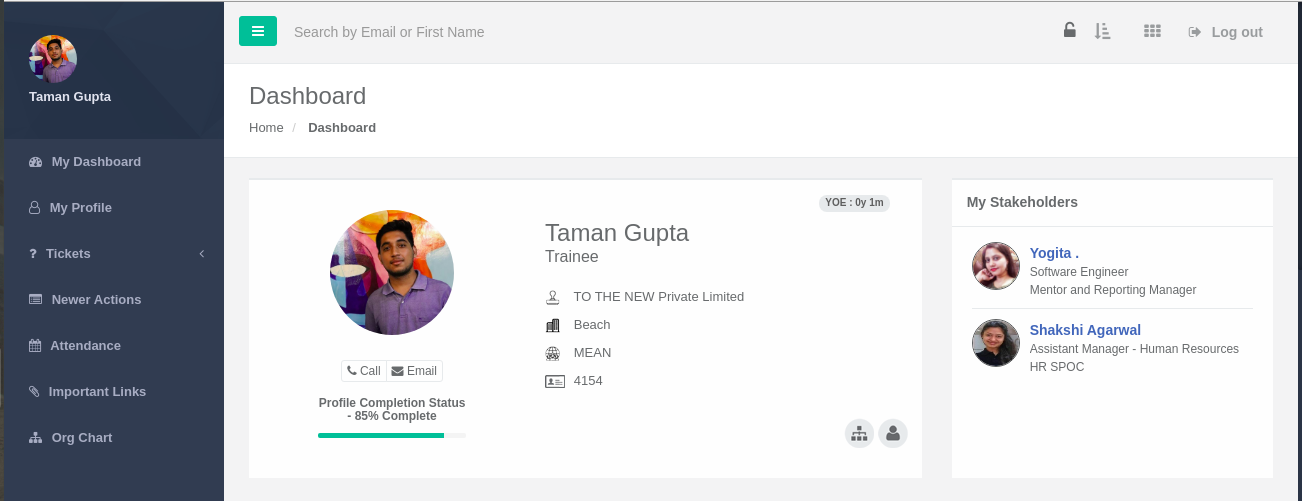 Search by Email or First Name
Log out
Taman Gupta
My Dashboard
My Profile
Tickets
Newer Actions
Attendance
Important Links
Org Chart
Dashboard
Home / Dashboard
YOE : 0y 1m
Taman Gupta
Trainee
TO THE NEW Private Limited
Beach
MEAN
4154
Call Email
Profile Completion Status
- 85% Complete
My Stakeholders
Yogita .
Software Engineer
Mentor and Reporting Manager
Shakshi Agarwal
Assistant Manager - Human Resources
HR SPOC